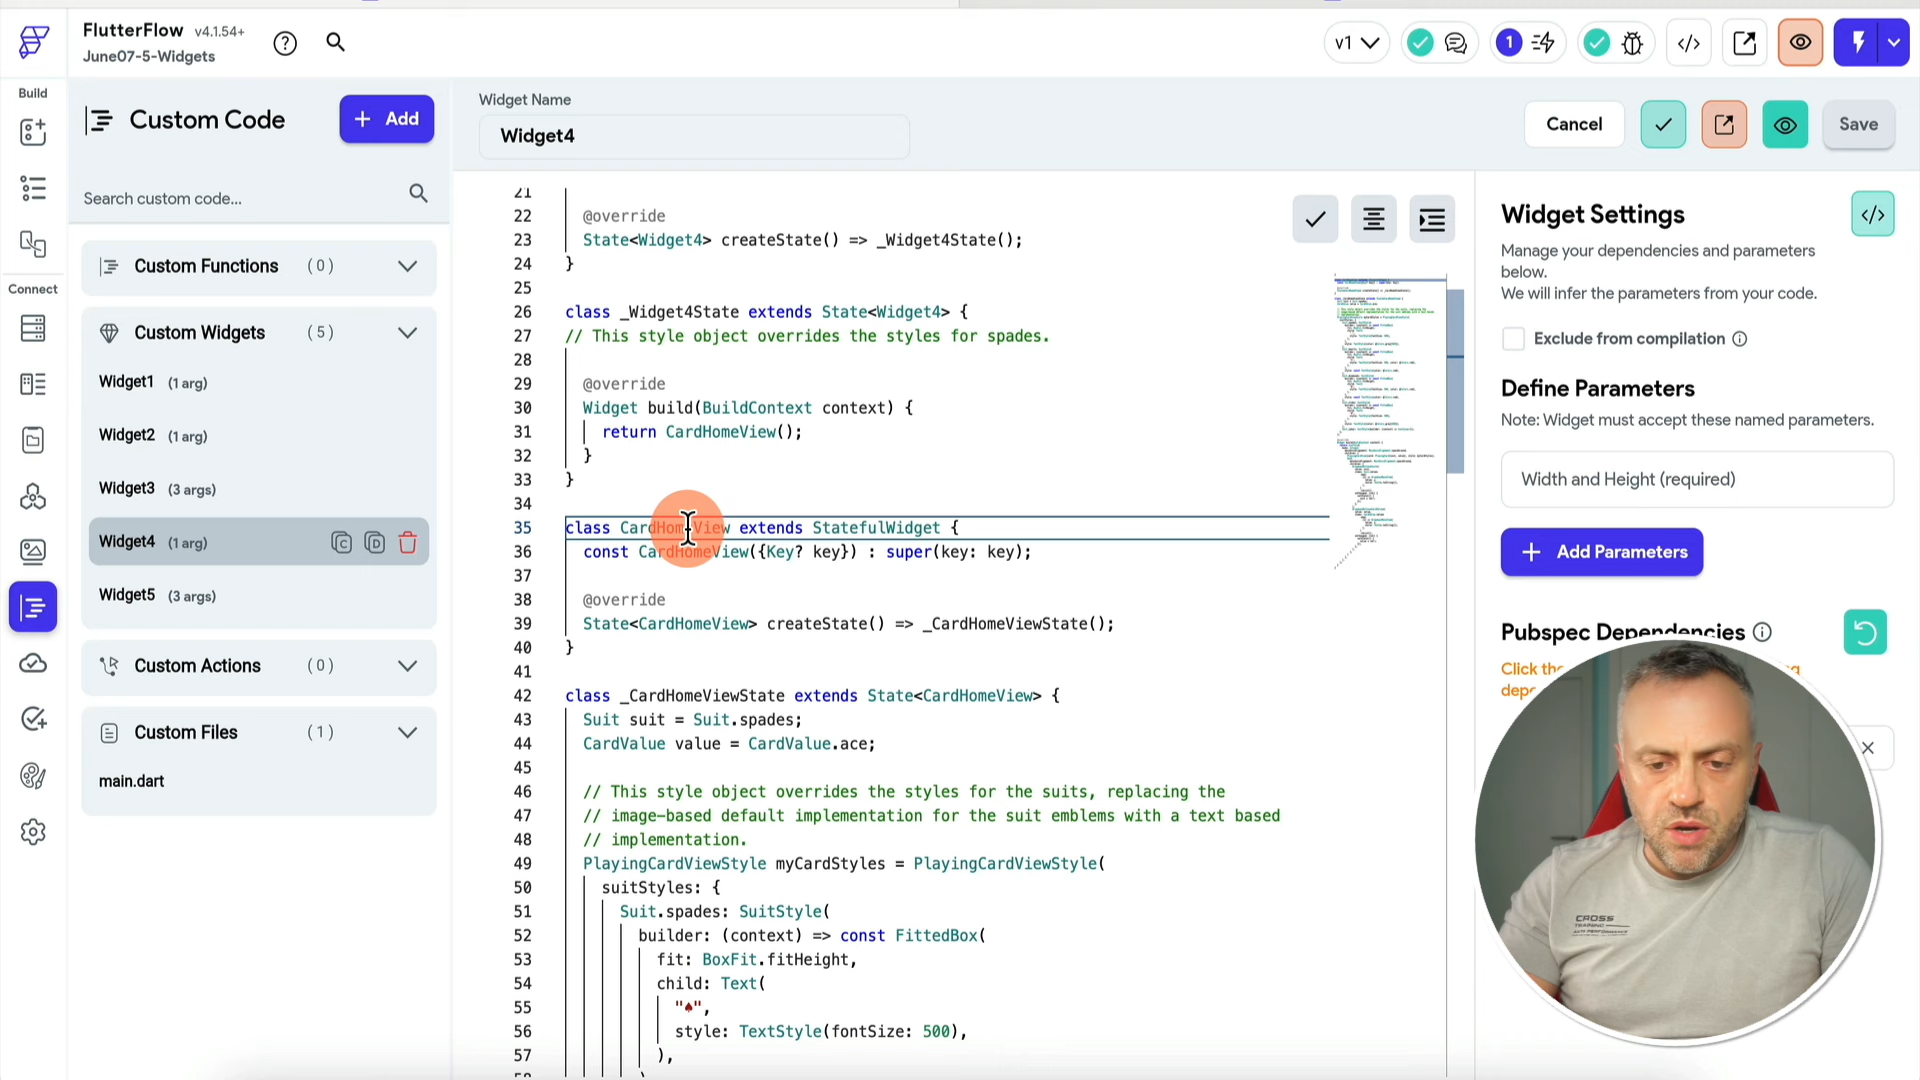 FlutterFlow v4.1.54+
June07-5-Widgets
v1
1
Build
Connect
Custom Code
+ Add
Search custom code...
Custom Functions (0)
Custom Widgets (5)
Widget1 (1 arg)
Widget2 (1 arg)
Widget3 (3 args)
Widget4 (1 arg)
Widget5 (3 args)
Custom Actions (0)
Custom Files (1)
main.dart
Widget Name
Widget4
Cancel
Save
21
22 @override
23 State<Widget4> createState() => _Widget4State();
24 }
25
26 class _Widget4State extends State<Widget4> {
27 // This style object overrides the styles for spades.
28
29 @override
30 Widget build(BuildContext context) {
31 return CardHomeView();
32 }
33 }
34
35 class CardHomeView extends StatefulWidget {
36 const CardHomeView({Key? key}) : super(key: key);
37
38 @override
39 State<CardHomeView> createState() => _CardHomeViewState();
40 }
41
42 class _CardHomeViewState extends State<CardHomeView> {
43 Suit suit = Suit.spades;
44 CardValue value = CardValue.ace;
45
46 // This style object overrides the styles for the suits, replacing the
47 // image-based default implementation for the suit emblems with a text based
48 // implementation.
49 PlayingCardViewStyle myCardStyles = PlayingCardViewStyle(
50 suitStyles: {
51 Suit.spades: SuitStyle(
52 builder: (context) => const FittedBox(
53 fit: BoxFit.fitHeight,
54 child: Text(
55 "♠",
56 style: TextStyle(fontSize: 500),
57 ),
Widget Settings
Manage your dependencies and parameters
below.
We will infer the parameters from your code.
Exclude from compilation
Define Parameters
Note: Widget must accept these named parameters.
Width and Height (required)
+ Add Parameters
Pubspec Dependencies
Click the
CROSS
TRAINING